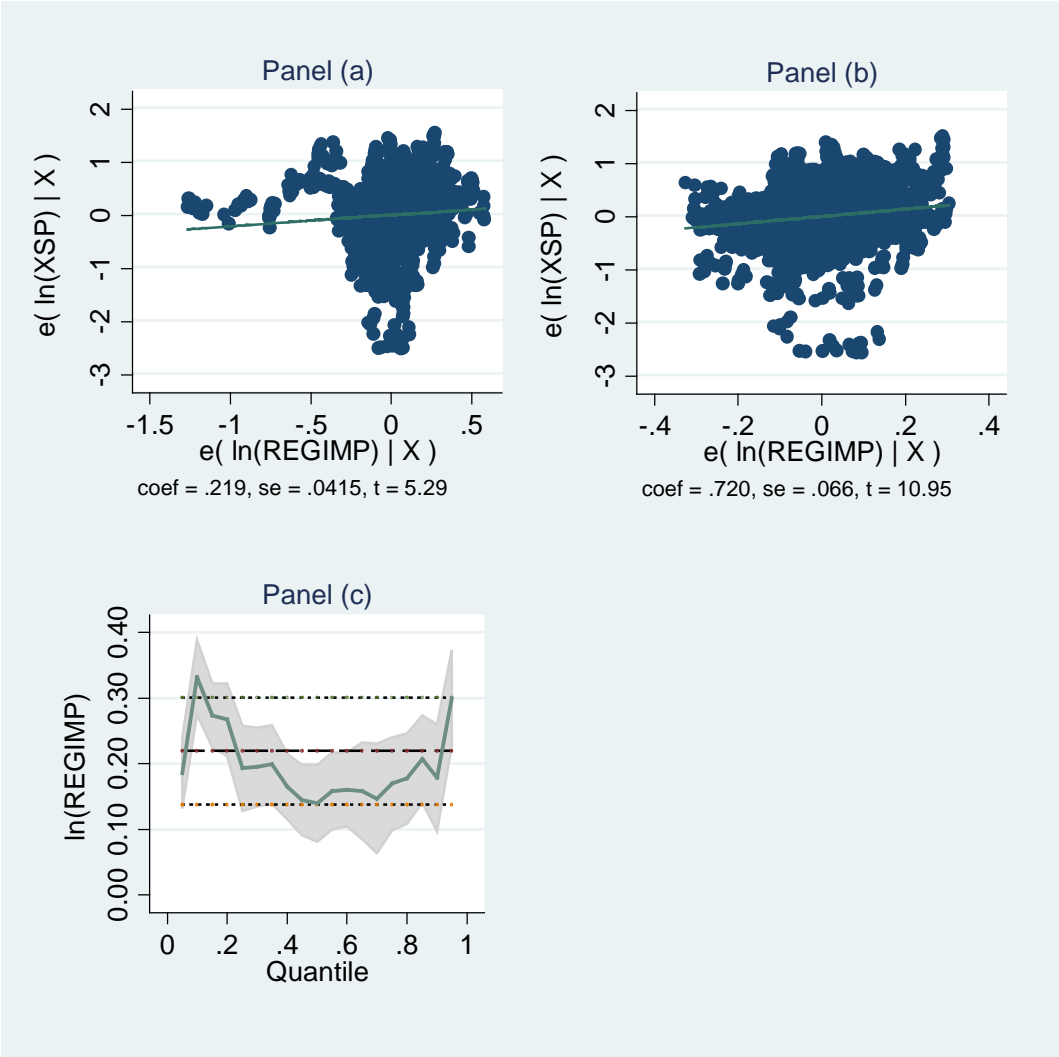 Panel (a)
e( ln(XSP) | X )
2
1
0
-1
-2
-3
-1.5 -1 -.5 0 .5
e( ln(REGIMP) | X )
coef = .219, se = .0415, t = 5.29
Panel (b)
e( ln(XSP) | X )
2
1
0
-1
-2
-3
-.4 -.2 0 .2 .4
e( ln(REGIMP) | X )
coef = .720, se = .066, t = 10.95
Panel (c)
ln(REGIMP)
0.40
0.30
0.20
0.10
0.00
0 .2 .4 .6 .8 1
Quantile